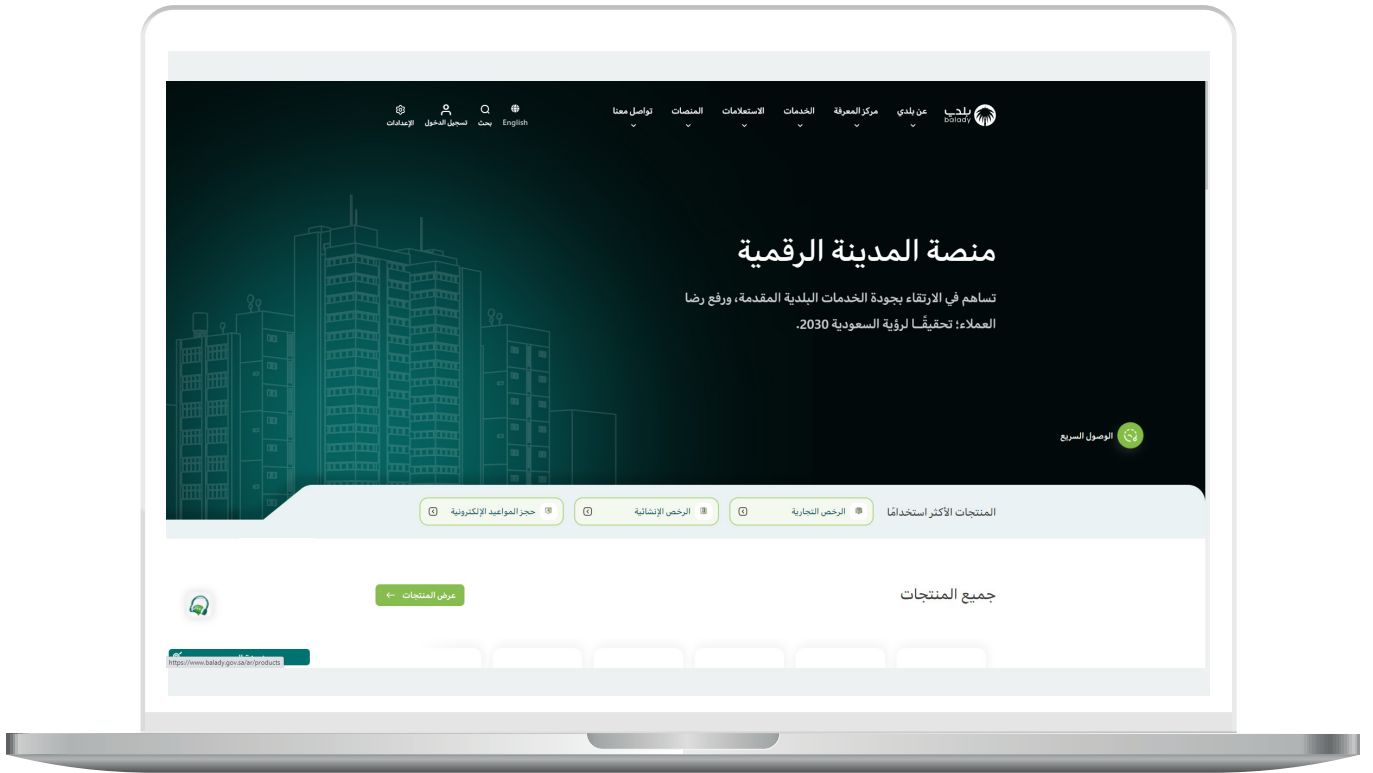 بلدي
balady
عن بلدي
مركز المعرفة
الخدمات
الاستعلامات
المنصات
تواصل معنا
English
بحث
تسجيل الدخول
الإعدادات
منصة المدينة الرقمية
تساهم في الارتقاء بجودة الخدمات البلدية المقدمة، ورفع رضا
العملاء؛ تحقيقًــا لرؤية السعودية 2030.
الوصول السريع
المنتجات الأكثر استخدامًا
الرخص التجارية
الرخص الإنشائية
حجز المواعيد الإلكترونية
جميع المنتجات
عرض المنتجات
https://www.balady.gov.sa/ar/products